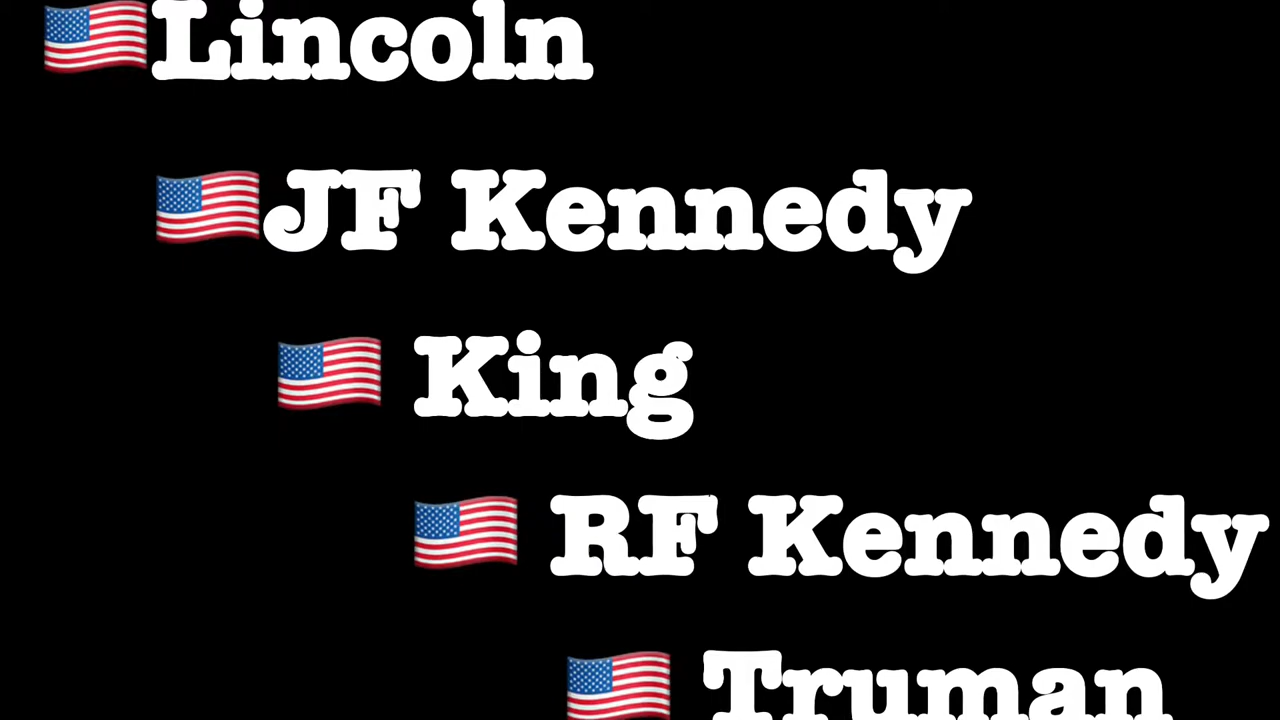 🇺🇸Lincoln
🇺🇸JF Kennedy
🇺🇸 King
🇺🇸 RF Kennedy
🇺🇸 Truman